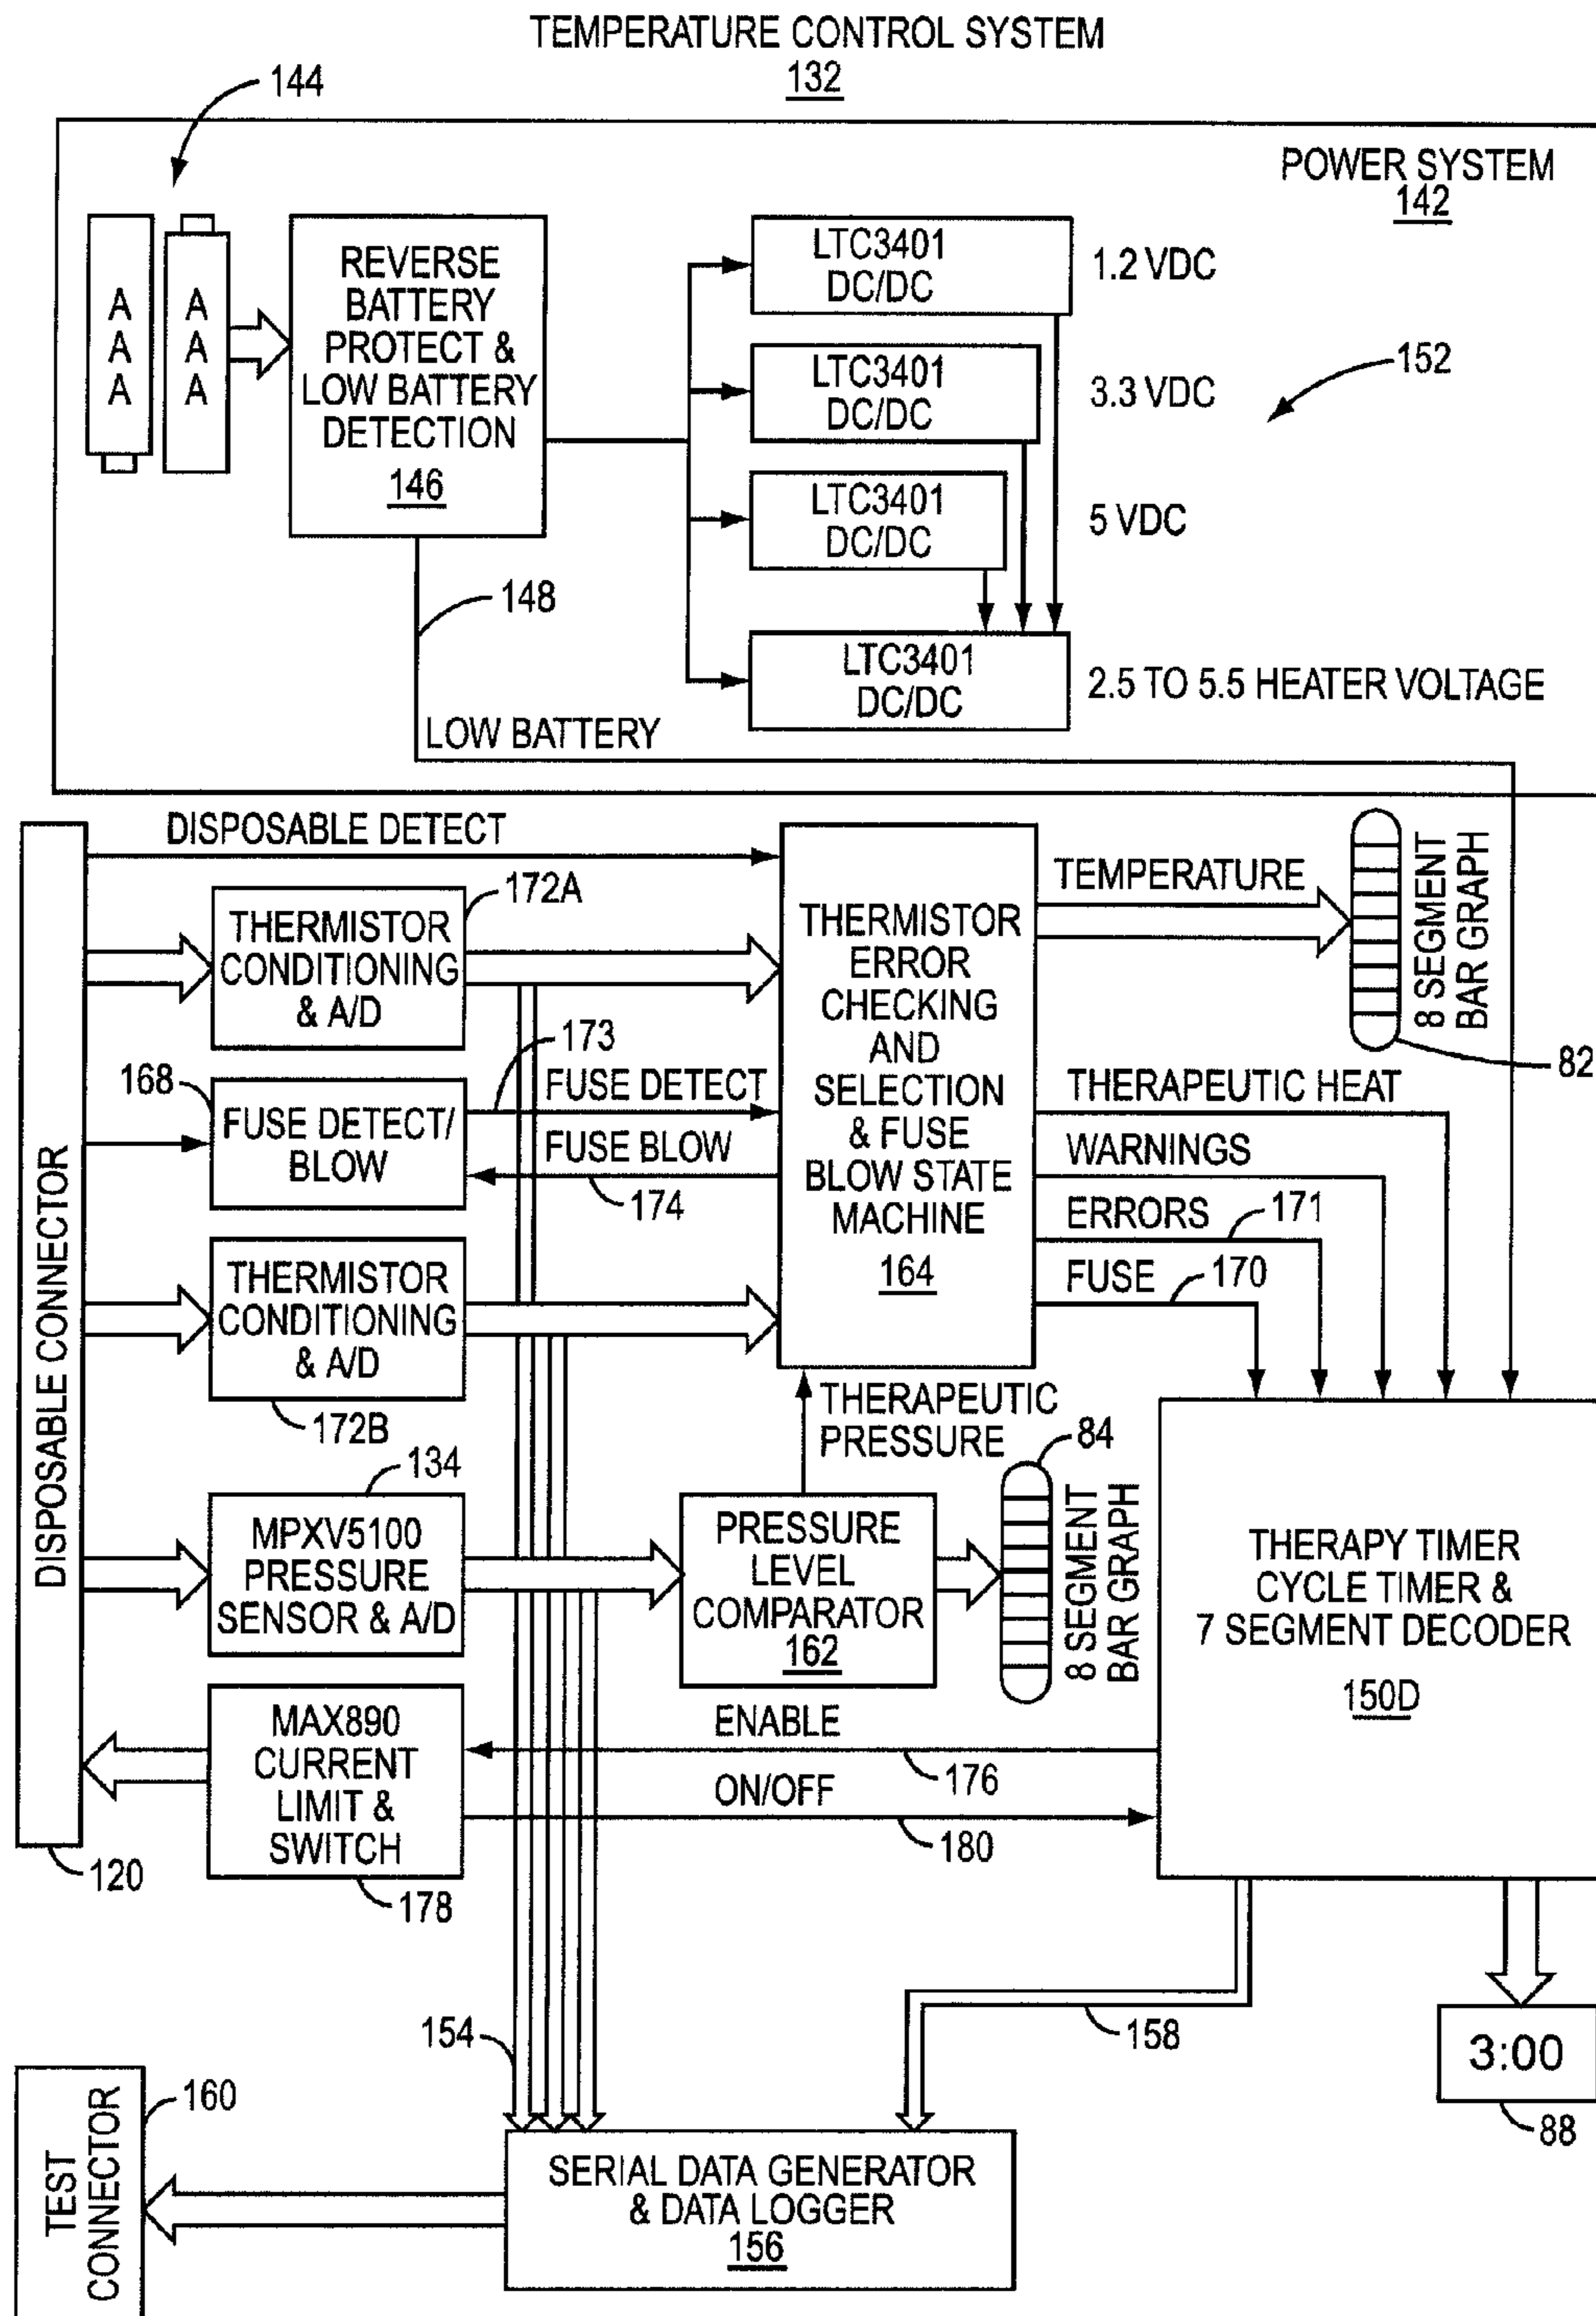 TEMPERATURE CONTROL SYSTEM
132
144
POWER SYSTEM
142
A
A
A
A
A
A
REVERSE
BATTERY
PROTECT &
LOW BATTERY
DETECTION
146
LTC3401
DC/DC
1.2 VDC
LTC3401
DC/DC
3.3 VDC
152
LTC3401
DC/DC
5 VDC
148
LTC3401
DC/DC
2.5 TO 5.5 HEATER VOLTAGE
LOW BATTERY
DISPOSABLE CONNECTOR
120
DISPOSABLE DETECT
172A
THERMISTOR
CONDITIONING
& A/D
168
FUSE DETECT/
BLOW
173
FUSE DETECT
FUSE BLOW
174
THERMISTOR
CONDITIONING
& A/D
172B
THERMISTOR
ERROR
CHECKING
AND
SELECTION
& FUSE
BLOW STATE
MACHINE
164
TEMPERATURE
8 SEGMENT
BAR GRAPH
82
THERAPEUTIC HEAT
WARNINGS
ERRORS
171
FUSE
170
THERAPEUTIC
PRESSURE
134
MPXV5100
PRESSURE
SENSOR & A/D
PRESSURE
LEVEL
COMPARATOR
162
84
8 SEGMENT
BAR GRAPH
THERAPY TIMER
CYCLE TIMER &
7 SEGMENT DECODER
150D
MAX890
CURRENT
LIMIT &
SWITCH
178
ENABLE
176
ON/OFF
180
154
158
3:00
88
TEST
CONNECTOR
160
SERIAL DATA GENERATOR
& DATA LOGGER
156